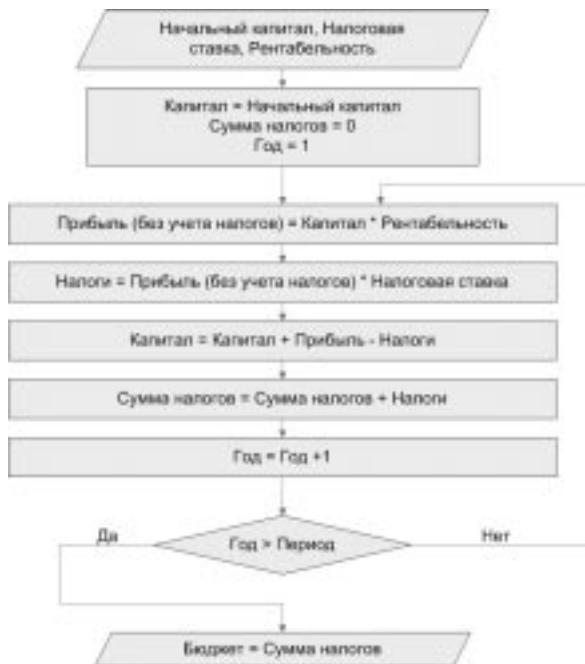 Начальный капитал, Налоговая
ставка, Рентабельность
Капитал = Начальный капитал
Сумма налогов = 0
Год = 1
Прибыль (без учета налогов) = Капитал * Рентабельность
Налоги = Прибыль (без учета налогов) * Налоговая ставка
Капитал = Капитал + Прибыль - Налоги
Сумма налогов = Сумма налогов + Налоги
Год = Год +1
Да
Год > Период
Нет
Бюджет = Сумма налогов